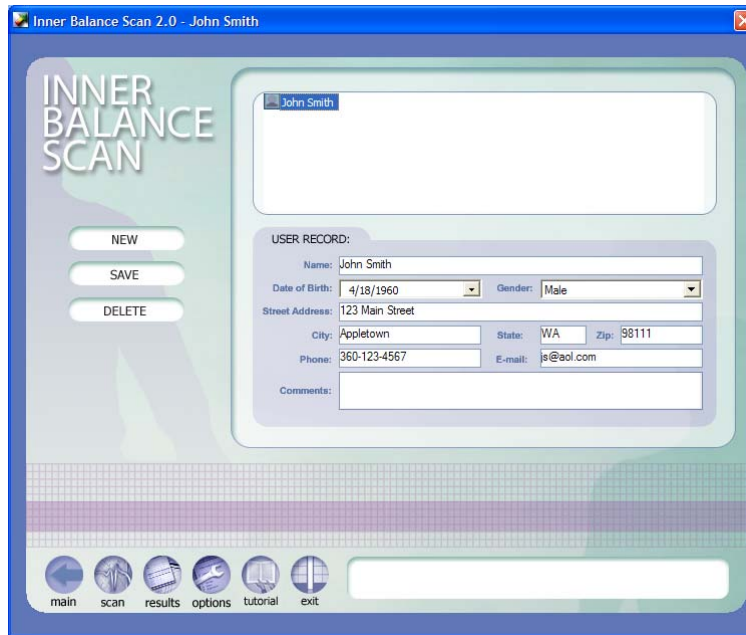 Inner Balance Scan 2.0 - John Smith
INNER
BALANCE
SCAN
John Smith
NEW
SAVE
DELETE
USER RECORD:
Name: John Smith
Date of Birth: 4/18/1960 Gender: Male
Street Address: 123 Main Street
City: Appletown State: WA Zip: 98111
Phone: 360-123-4567 E-mail: js@aol.com
Comments:
main scan results options tutorial exit